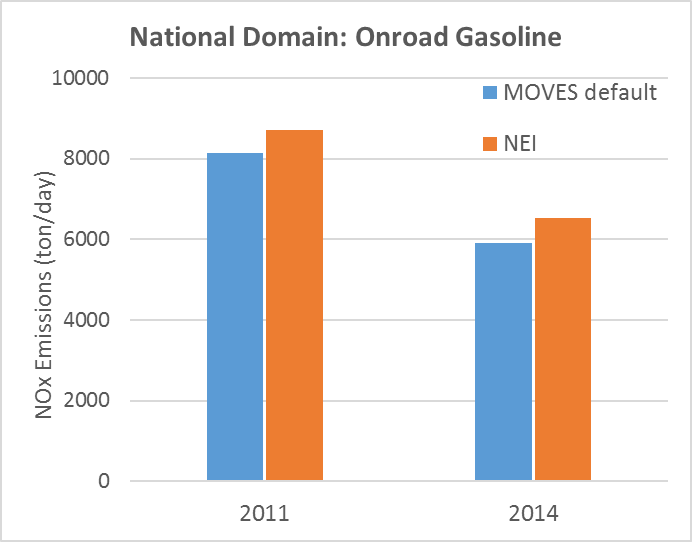 National Domain: Onroad Gasoline
NOx Emissions (ton/day)
10000
8000
6000
4000
2000
0
MOVES default
NEI
2011
2014